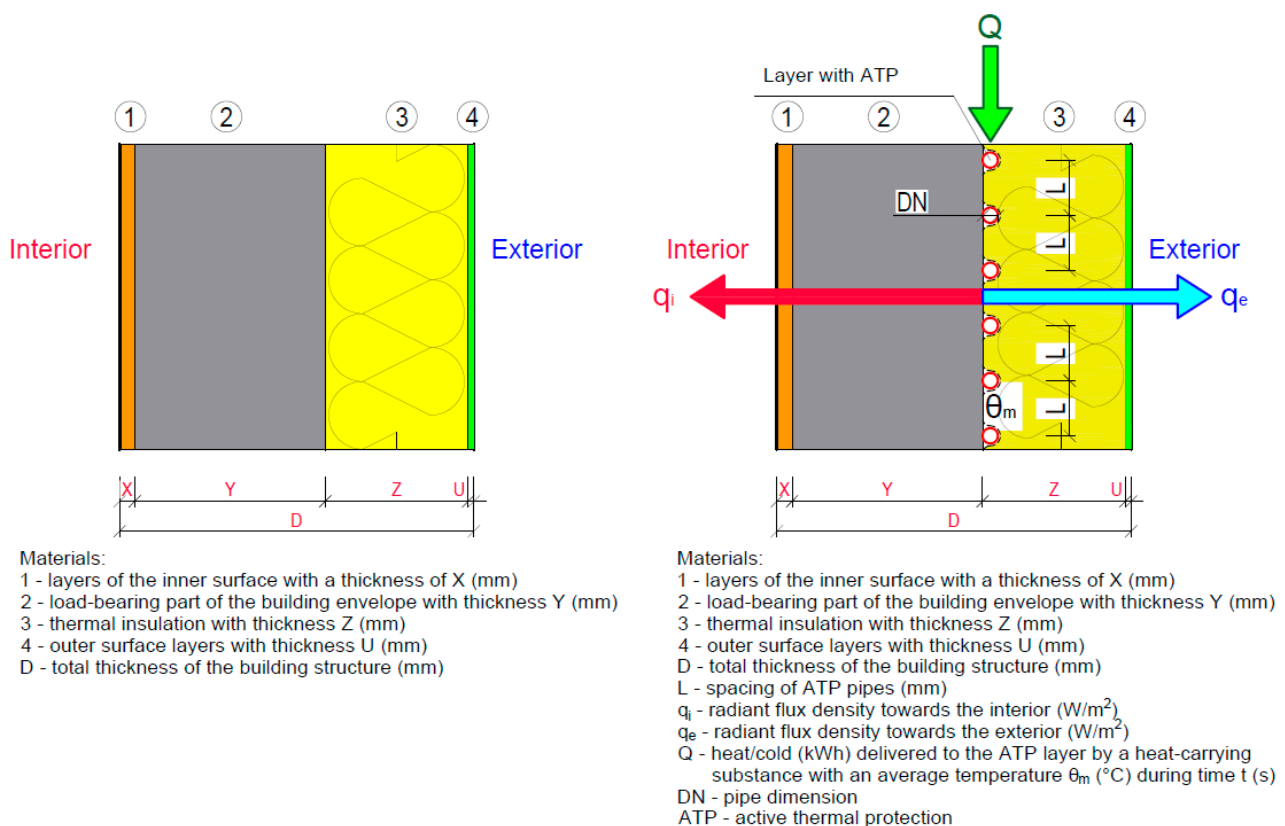 1
2
3
4
Interior
Exterior
X
Y
Z
U
D
Materials:
1 - layers of the inner surface with a thickness of X (mm)
2 - load-bearing part of the building envelope with thickness Y (mm)
3 - thermal insulation with thickness Z (mm)
4 - outer surface layers with thickness U (mm)
D - total thickness of the building structure (mm)
Q
Layer with ATP
1
2
3
4
L
DN
L
Interior
Exterior
qi
qe
L
θm
L
X
Y
Z
U
D
Materials:
1 - layers of the inner surface with a thickness of X (mm)
2 - load-bearing part of the building envelope with thickness Y (mm)
3 - thermal insulation with thickness Z (mm)
4 - outer surface layers with thickness U (mm)
D - total thickness of the building structure (mm)
L - spacing of ATP pipes (mm)
qi - radiant flux density towards the interior (W/m²)
qe - radiant flux density towards the exterior (W/m²)
Q - heat/cold (kWh) delivered to the ATP layer by a heat-carrying
substance with an average temperature θm (°C) during time t (s)
DN - pipe dimension
ATP - active thermal protection